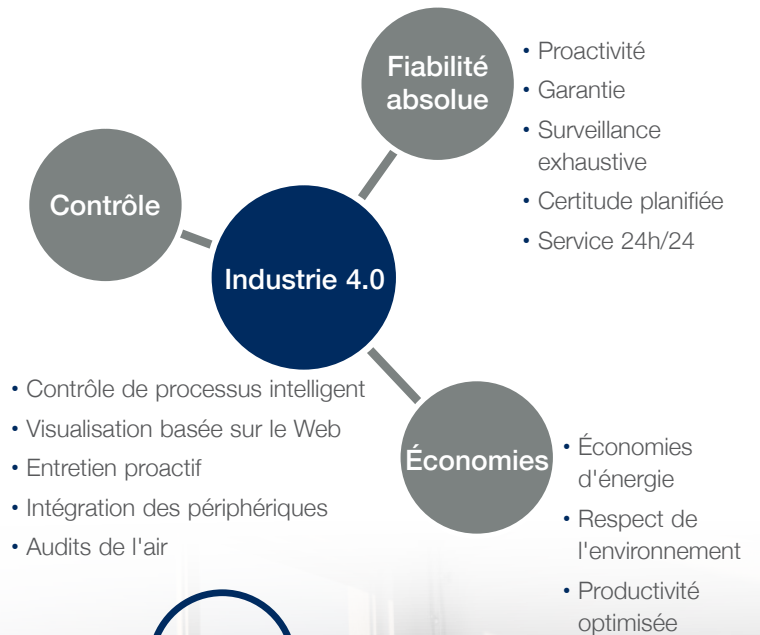 Fiabilité
absolue
• Proactivité
• Garantie
• Surveillance
exhaustive
• Certitude planifiée
• Service 24h/24
Contrôle
Industrie 4.0
• Contrôle de processus intelligent
• Visualisation basée sur le Web
• Entretien proactif
• Intégration des périphériques
• Audits de l'air
Économies
• Économies
d'énergie
• Respect de
l'environnement
• Productivité
optimisée